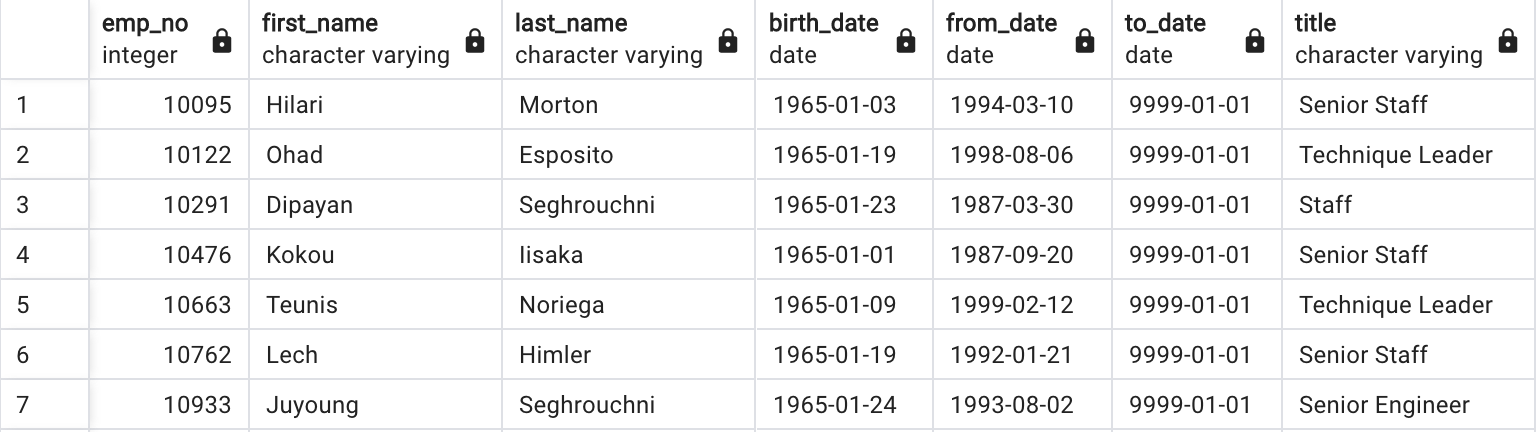 emp_no first_name last_name birth_date from_date to_date title
integer character varying character varying date date date character varying
1 10095 Hilari Morton 1965-01-03 1994-03-10 9999-01-01 Senior Staff
2 10122 Ohad Esposito 1965-01-19 1998-08-06 9999-01-01 Technique Leader
3 10291 Dipayan Seghrouchni 1965-01-23 1987-03-30 9999-01-01 Staff
4 10476 Kokou Iisaka 1965-01-01 1987-09-20 9999-01-01 Senior Staff
5 10663 Teunis Noriega 1965-01-09 1999-02-12 9999-01-01 Technique Leader
6 10762 Lech Himler 1965-01-19 1992-01-21 9999-01-01 Senior Staff
7 10933 Juyoung Seghrouchni 1965-01-24 1993-08-02 9999-01-01 Senior Engineer